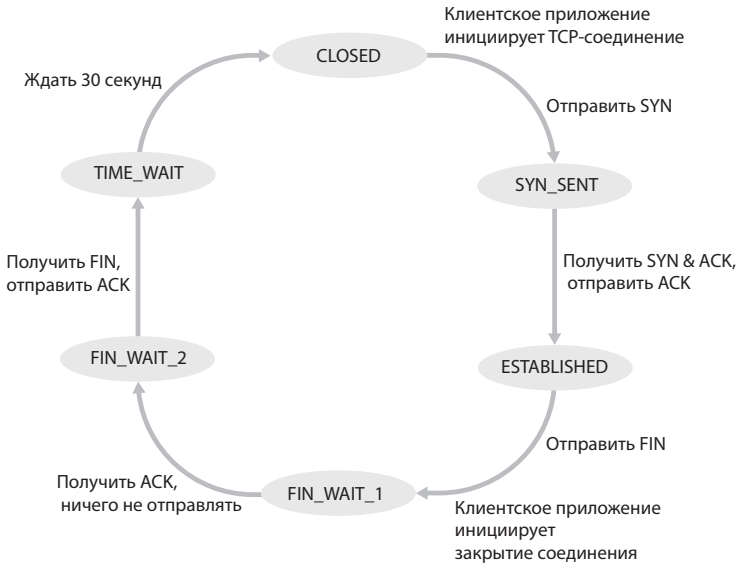 Клиентское приложение
инициирует TCP-соединение
CLOSED
Ждать 30 секунд
Отправить SYN
TIME_WAIT
SYN_SENT
Получить FIN,
отправить ACK
Получить SYN & ACK,
отправить ACK
FIN_WAIT_2
ESTABLISHED
Отправить FIN
Получить ACK,
ничего не отправлять
FIN_WAIT_1
Клиентское приложение
инициирует
закрытие соединения